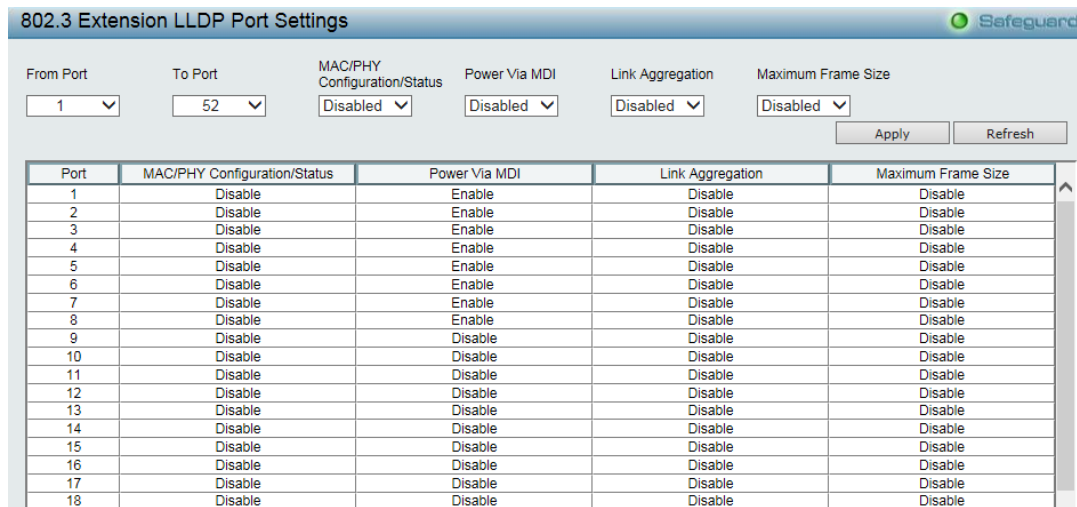 802.3 Extension LLDP Port Settings Safeguard
From Port To Port MAC/PHY Configuration/Status Power Via MDI Link Aggregation Maximum Frame Size
1 52 Disabled Disabled Disabled Disabled
Apply Refresh
Port MAC/PHY Configuration/Status Power Via MDI Link Aggregation Maximum Frame Size
1 Disable Enable Disable Disable
2 Disable Enable Disable Disable
3 Disable Enable Disable Disable
4 Disable Enable Disable Disable
5 Disable Enable Disable Disable
6 Disable Enable Disable Disable
7 Disable Enable Disable Disable
8 Disable Enable Disable Disable
9 Disable Disable Disable Disable
10 Disable Disable Disable Disable
11 Disable Disable Disable Disable
12 Disable Disable Disable Disable
13 Disable Disable Disable Disable
14 Disable Disable Disable Disable
15 Disable Disable Disable Disable
16 Disable Disable Disable Disable
17 Disable Disable Disable Disable
18 Disable Disable Disable Disable